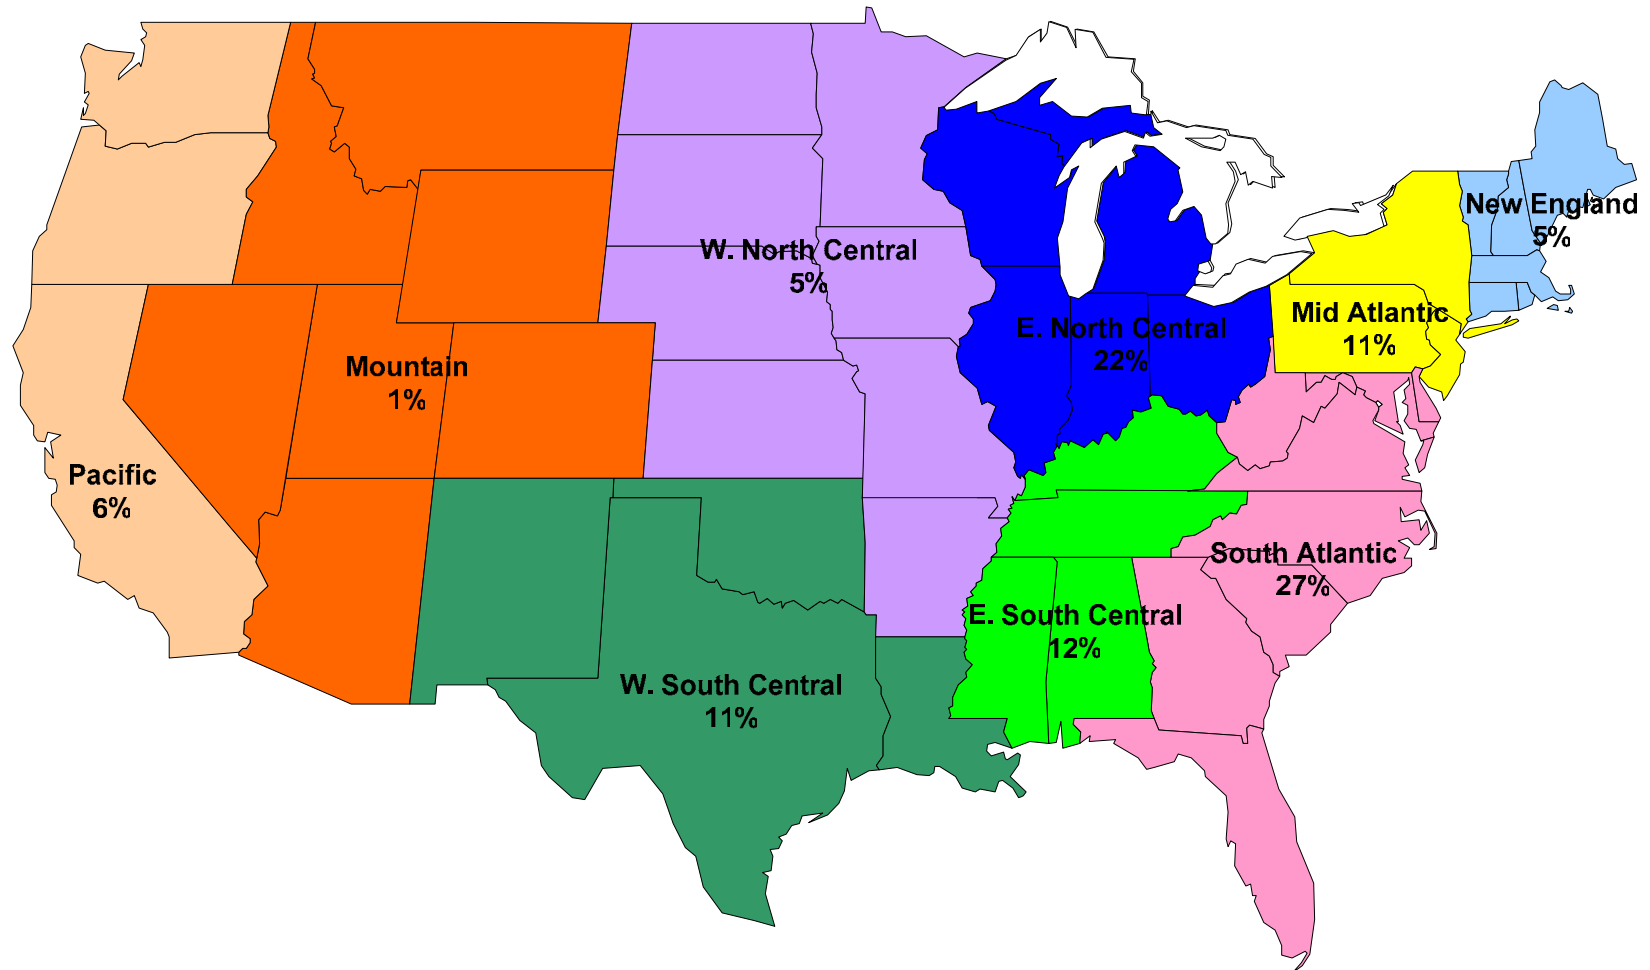 New England
5%
W. North Central
5%
Mid Atlantic
11%
E. North Central
22%
Mountain
1%
Pacific
6%
South Atlantic
27%
E. South Central
12%
W. South Central
11%